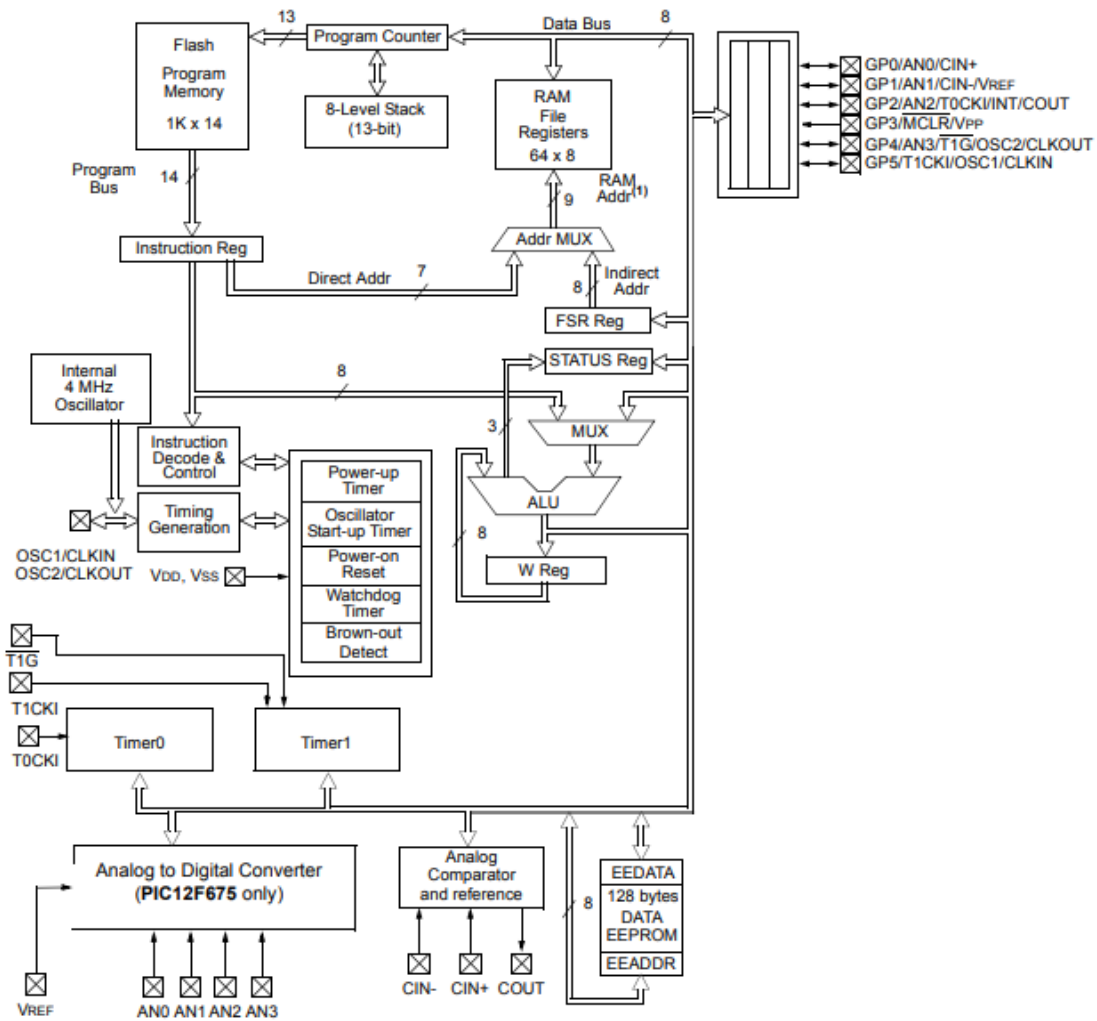 13
Data Bus
8
Flash
Program
Memory
1K x 14
Program Counter
8-Level Stack
(13-bit)
RAM
File
Registers
64 x 8
GP0/AN0/CIN+
GP1/AN1/CIN-/VREF
GP2/AN2/T0CKI/INT/COUT
GP3/MCLR/VPP
GP4/AN3/T1G/OSC2/CLKOUT
GP5/T1CKI/OSC1/CLKIN
Program
Bus
14
RAM
Addr(1)
9
Instruction Reg
Addr MUX
Direct Addr
7
8
Indirect
Addr
FSR Reg
STATUS Reg
Internal
4 MHz
Oscillator
8
3
MUX
Instruction
Decode &
Control
Power-up
Timer
Oscillator
Start-up Timer
Power-on
Reset
Watchdog
Timer
Brown-out
Detect
ALU
8
W Reg
Timing
Generation
OSC1/CLKIN
OSC2/CLKOUT
VDD, VSS
T1G
T1CKI
T0CKI
Timer0
Timer1
Analog to Digital Converter
(PIC12F675 only)
Analog
Comparator
and reference
EEDATA
128 bytes
DATA
EEPROM
EEADDR
8
VREF
AN0 AN1 AN2 AN3
CIN- CIN+ COUT